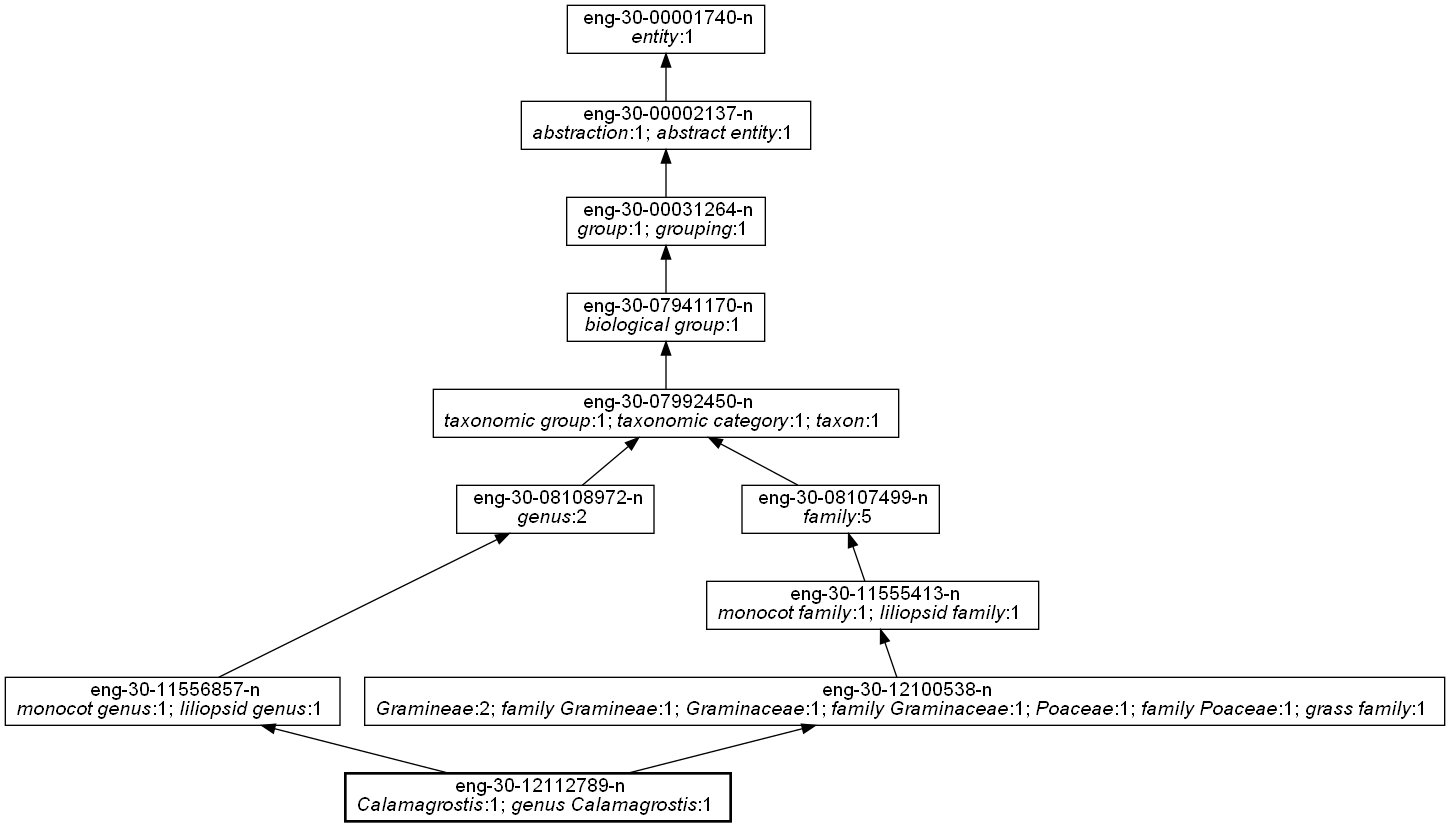 eng-30-00001740-n
entity:1
eng-30-00002137-n
abstraction:1; abstract entity:1
eng-30-00031264-n
group:1; grouping:1
eng-30-07941170-n
biological group:1
eng-30-07992450-n
taxonomic group:1; taxonomic category:1; taxon:1
eng-30-08108972-n
genus:2
eng-30-08107499-n
family:5
eng-30-11555413-n
monocot family:1; liliopsid family:1
eng-30-11556857-n
monocot genus:1; liliopsid genus:1
eng-30-12100538-n
Gramineae:2; family Gramineae:1; Graminaceae:1; family Graminaceae:1; Poaceae:1; family Poaceae:1; grass family:1
eng-30-12112789-n
Calamagrostis:1; genus Calamagrostis:1